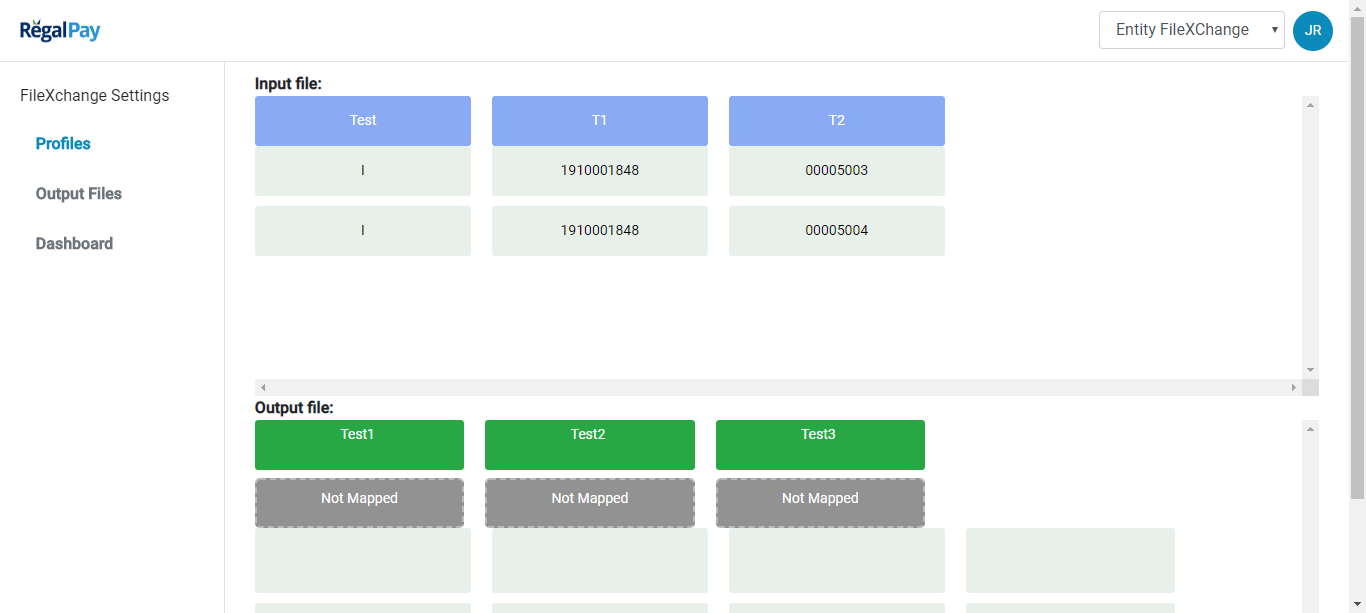 RegalPay
Entity FileXChange
JR
FileXchange Settings
Profiles
Output Files
Dashboard
Input file:
Test T1 T2
I 1910001848 00005003
I 1910001848 00005004
Output file:
Test1 Test2 Test3
Not Mapped Not Mapped Not Mapped